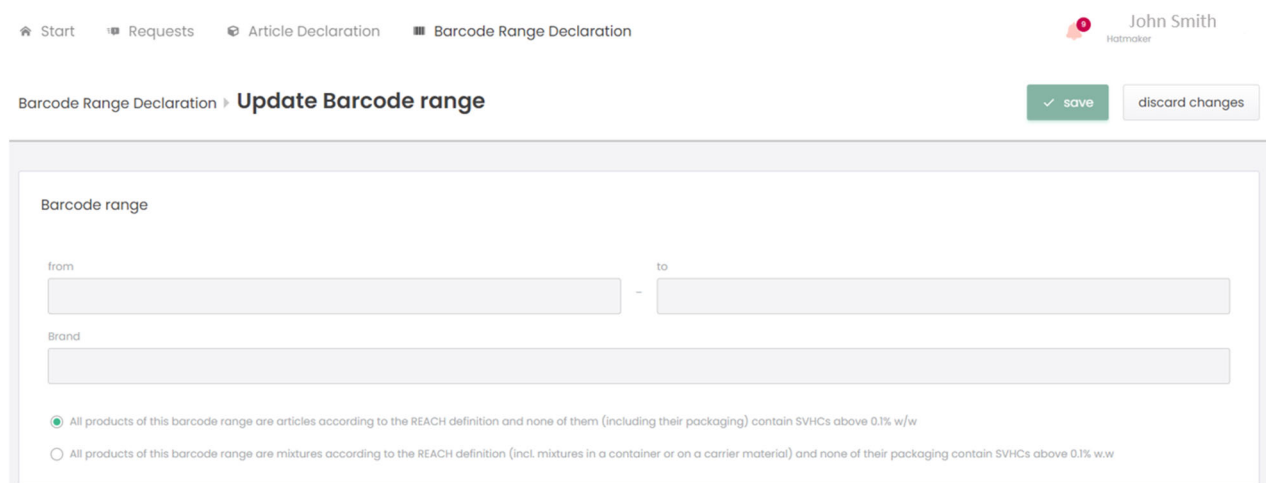 Start Requests Article Declaration Barcode Range Declaration 9 John Smith
Hatmaker
Barcode Range Declaration Update Barcode range save discard changes
Barcode range
from to
-
Brand
All products of this barcode range are articles according to the REACH definition and none of them (including their packaging) contain SVHCs above 0.1% w/w
All products of this barcode range are mixtures according to the REACH definition (incl. mixtures in a container or on a carrier material) and none of their packaging contain SVHCs above 0.1% w.w